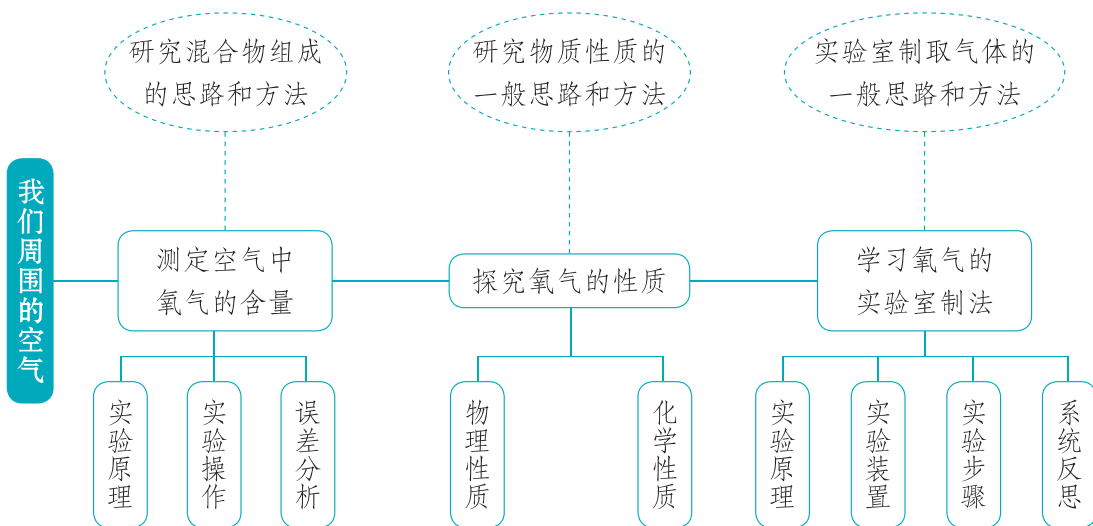 研究混合物组成
的思路和方法
研究物质性质的
一般思路和方法
实验室制取气体的
一般思路和方法
我们周围的空气
测定空气中
氧气的含量
探究氧气的性质
学习氧气的
实验室制法
实验原理
实验操作
误差分析
物理性质
化学性质
实验原理
实验装置
实验步骤
系统反思